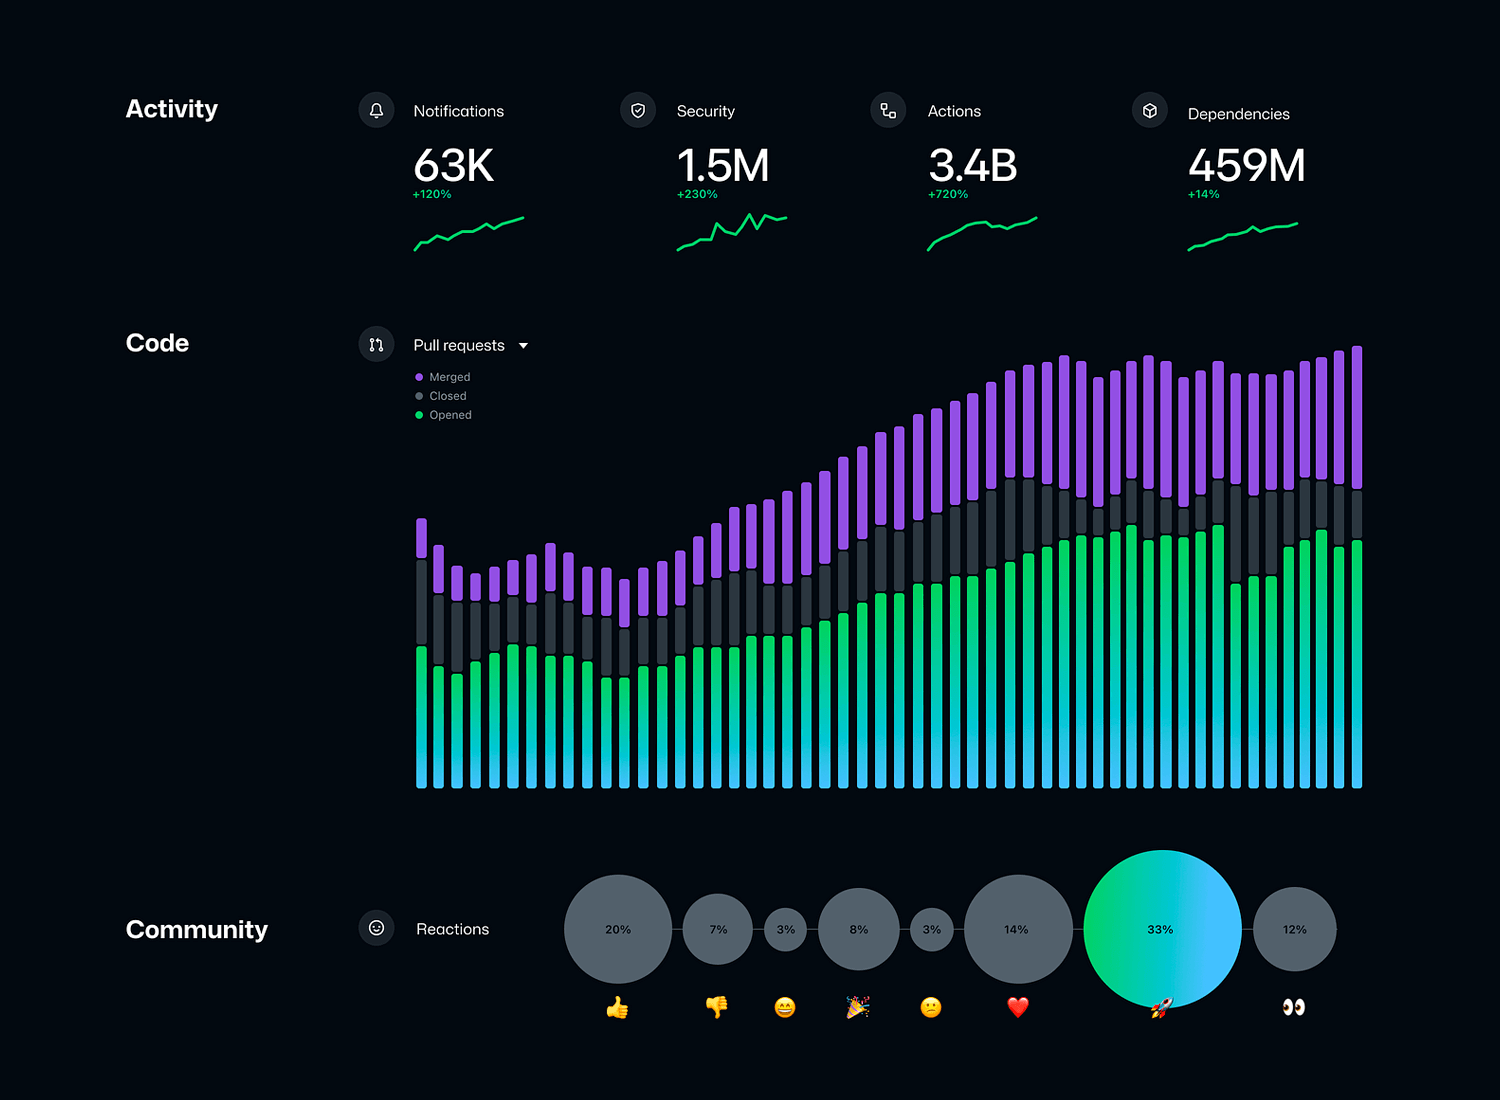 Activity
Notifications
63K
+120%
Security
1.5M
+230%
Actions
3.4B
+720%
Dependencies
459M
+14%
Code
Pull requests
Merged
Closed
Opened
Community
Reactions
20%
7%
3%
8%
3%
14%
33%
12%